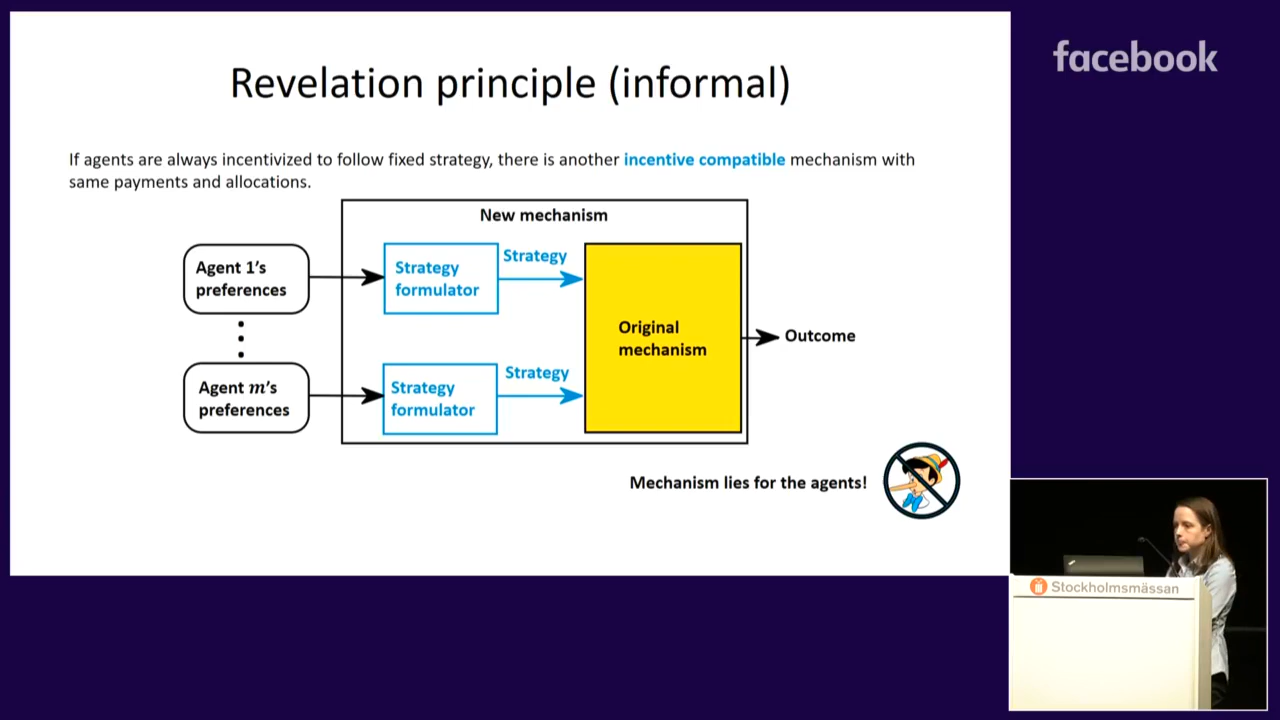 facebook
Revelation principle (informal)
If agents are always incentivized to follow fixed strategy, there is another incentive compatible mechanism with
same payments and allocations.
New mechanism
Agent 1's
preferences
Strategy
formulator
Strategy
Original
mechanism
Outcome
Agent m's
preferences
Strategy
formulator
Strategy
Mechanism lies for the agents!
Stockholmsmässan